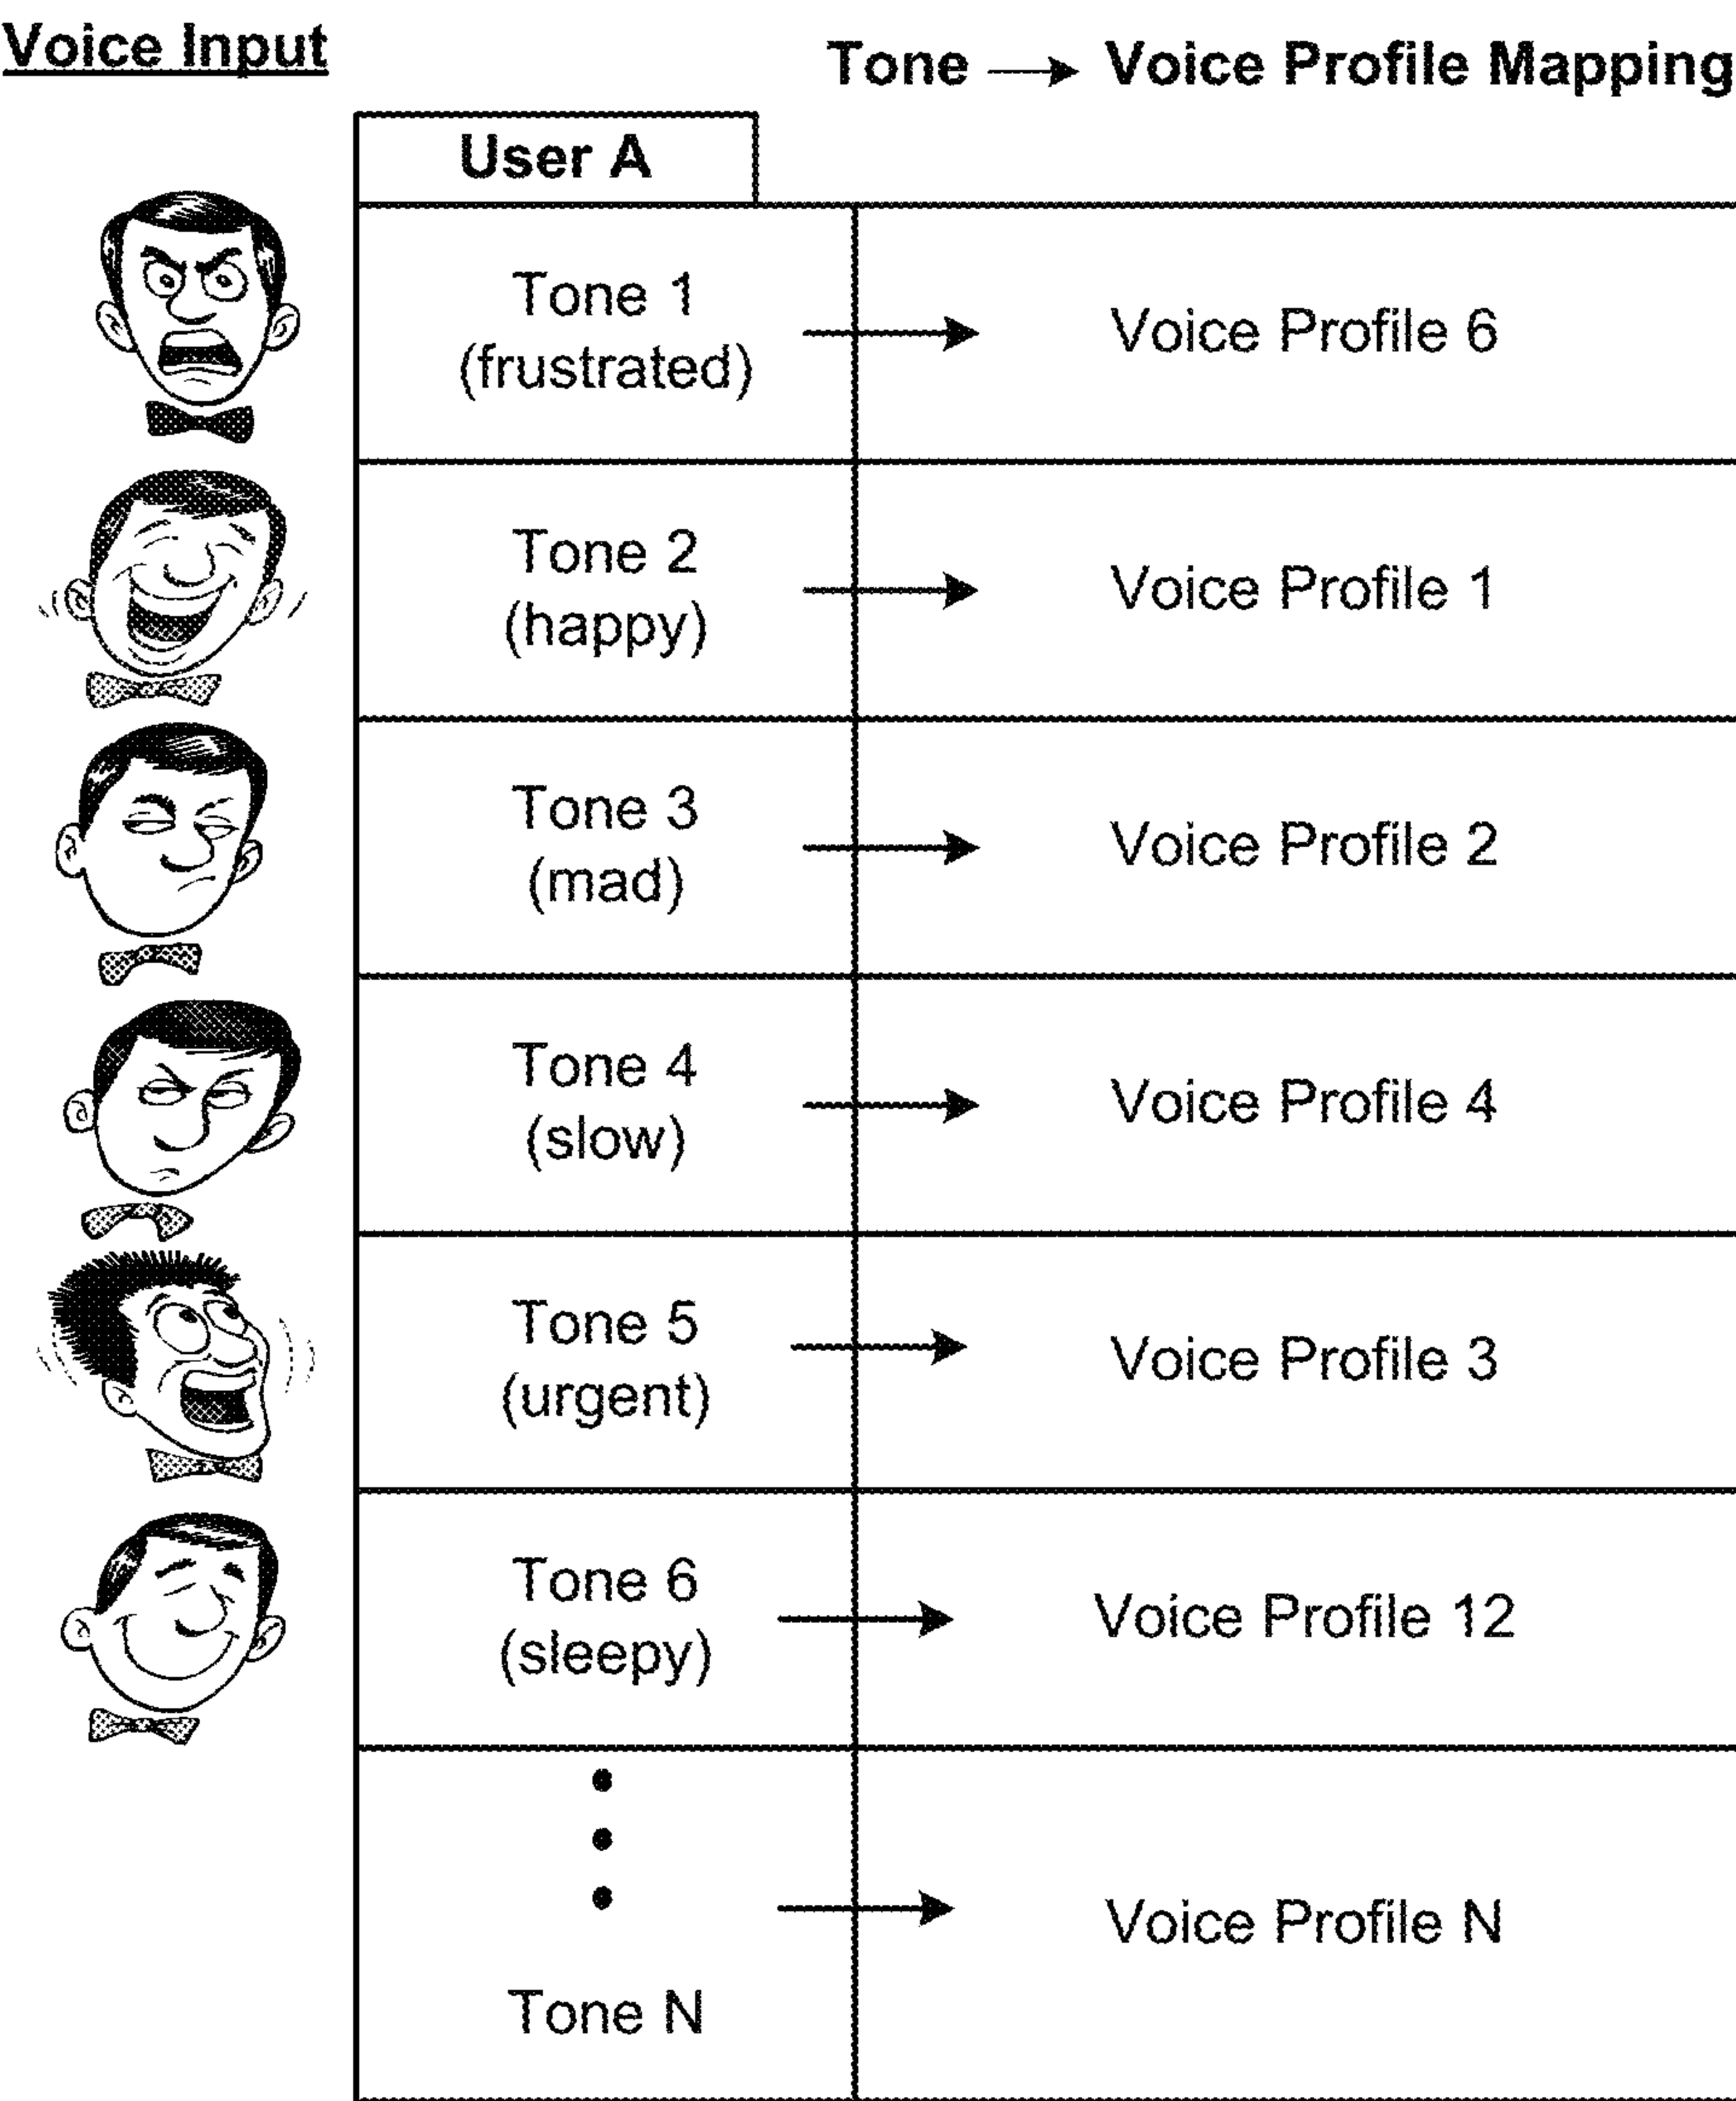 Voice Input
Tone → Voice Profile Mapping
User A
Tone 1
(frustrated)
Voice Profile 6
Tone 2
(happy)
Voice Profile 1
Tone 3
(mad)
Voice Profile 2
Tone 4
(slow)
Voice Profile 4
Tone 5
(urgent)
Voice Profile 3
Tone 6
(sleepy)
Voice Profile 12
Tone N
Voice Profile N